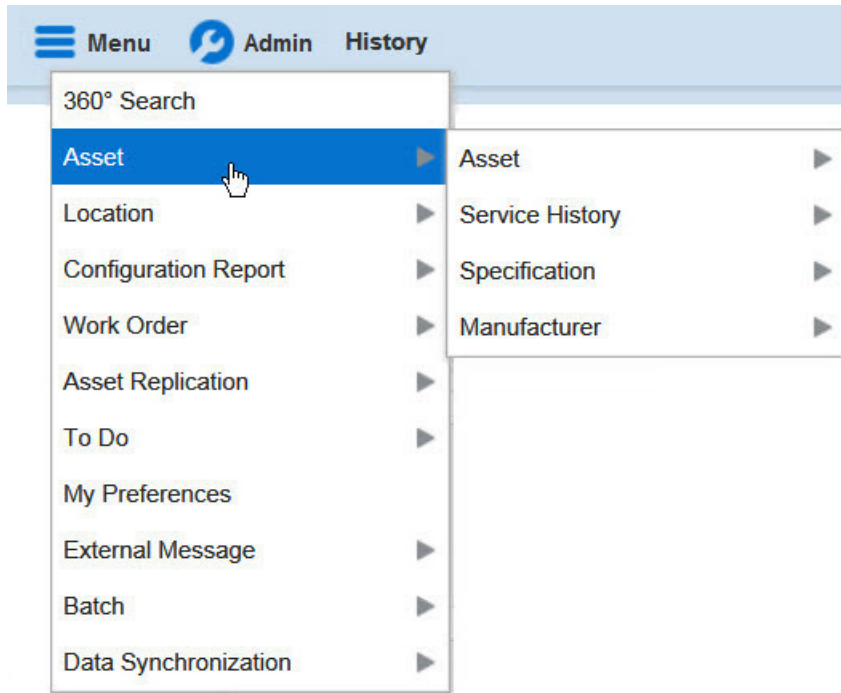 Menu Admin History
360° Search
Asset
Location
Configuration Report
Work Order
Asset Replication
To Do
My Preferences
External Message
Batch
Data Synchronization
Asset
Service History
Specification
Manufacturer